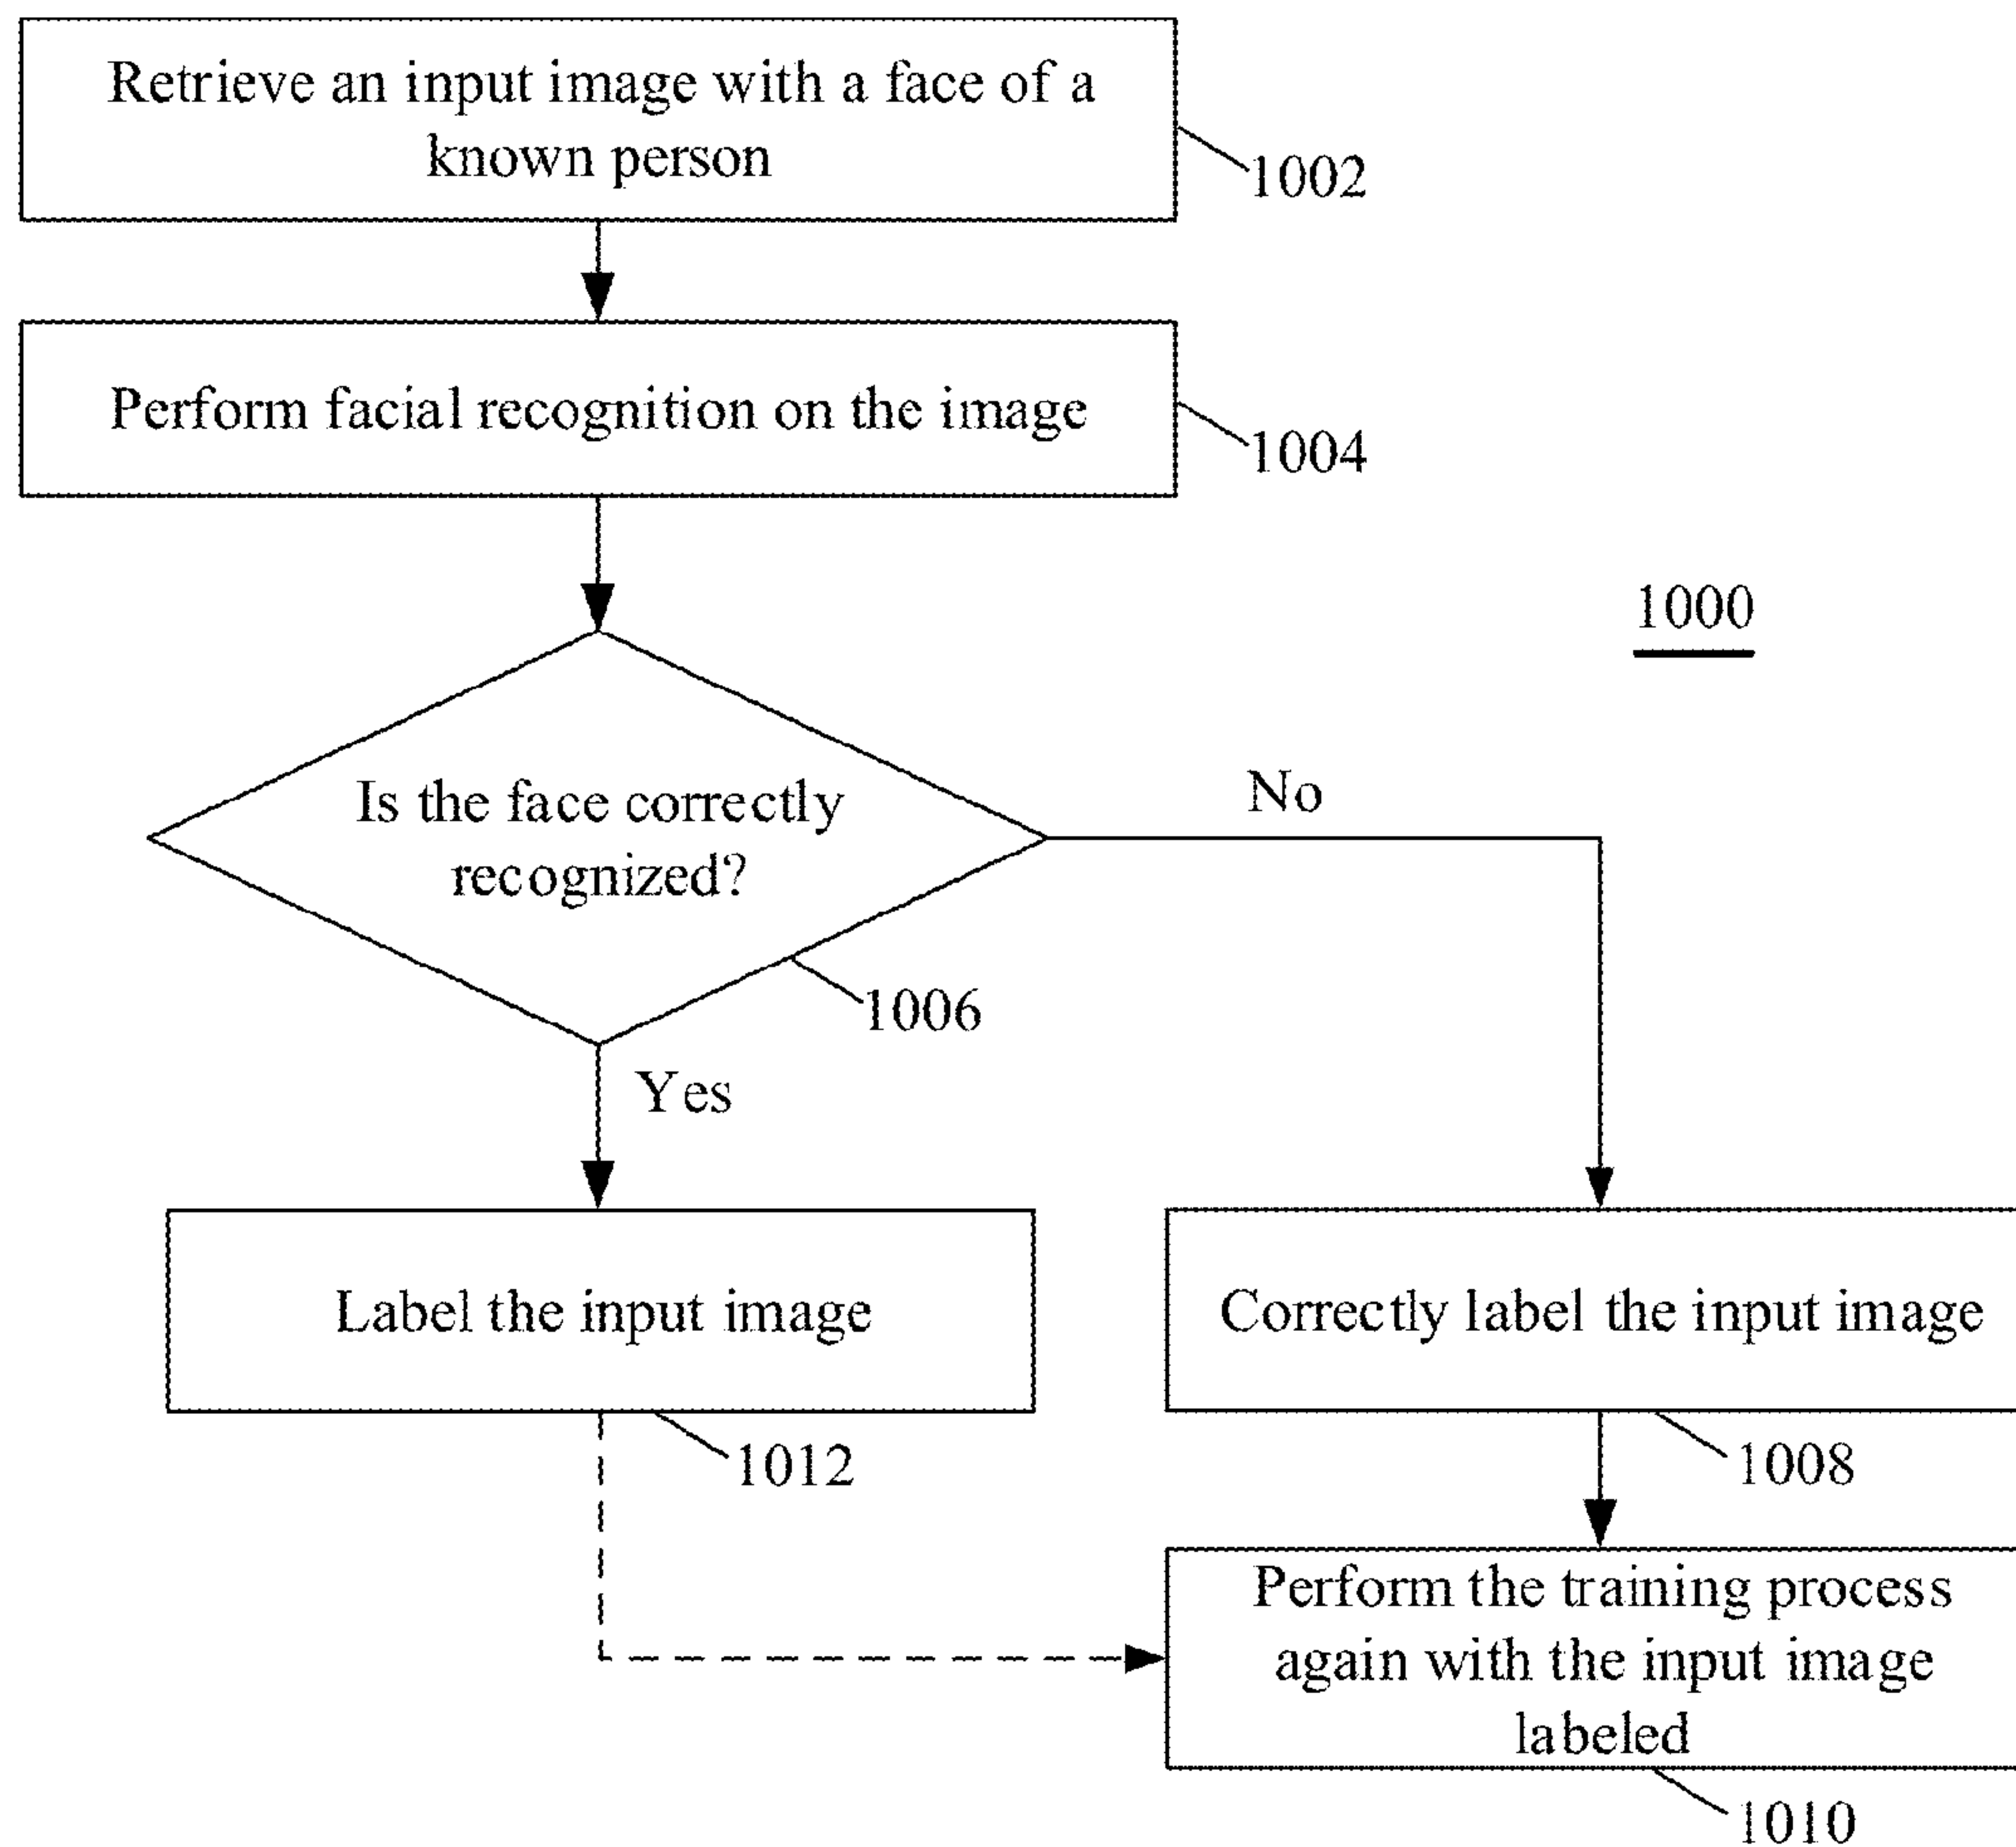 Retrieve an input image with a face of a
known person
1002
Perform facial recognition on the image
1004
1000
Is the face correctly
recognized?
No
1006
Yes
Label the input image
1012
Correctly label the input image
1008
Perform the training process
again with the input image
labeled
1010